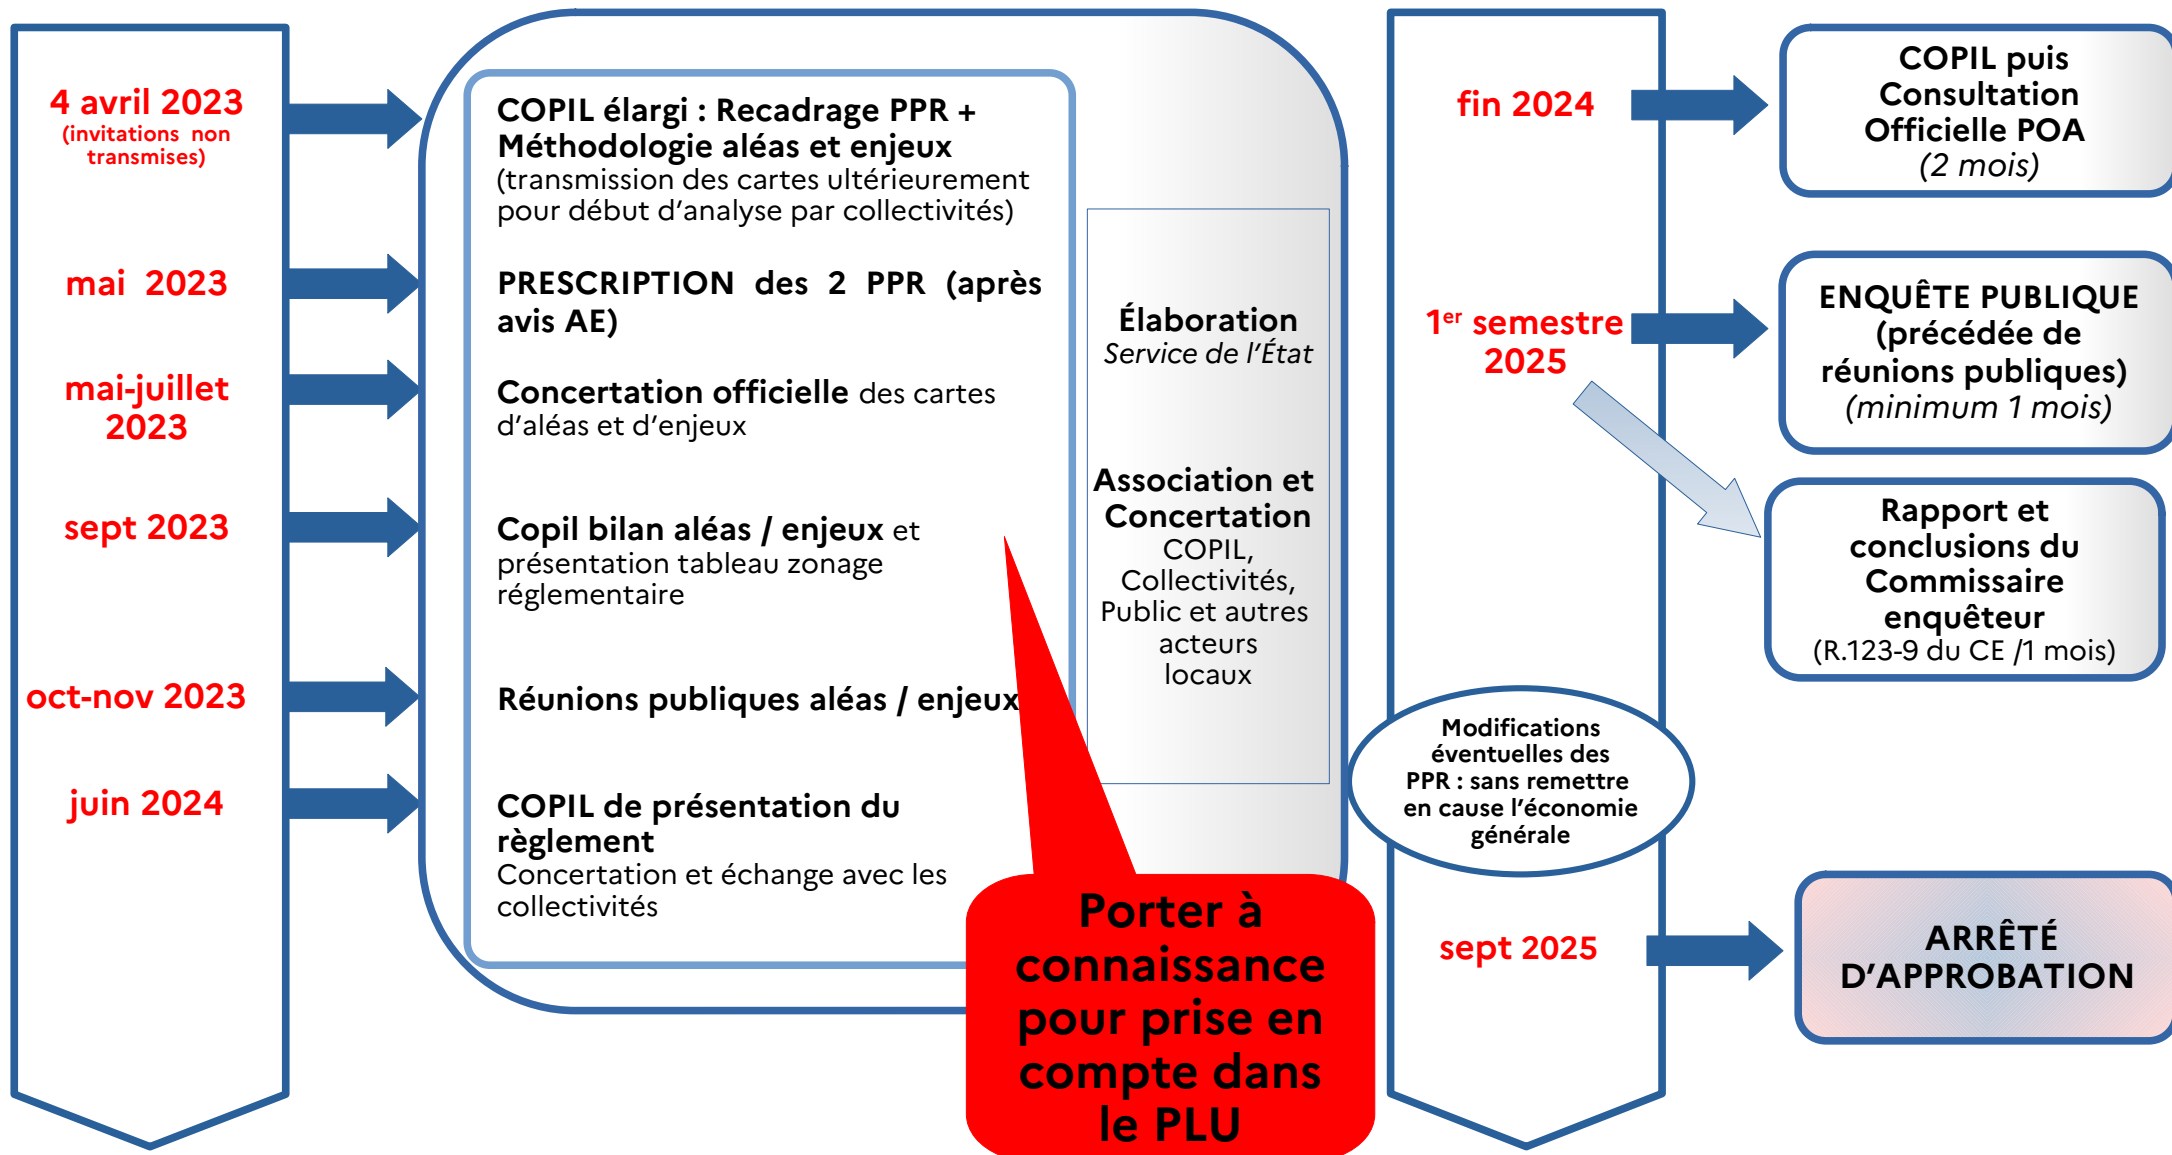 4 avril 2023
(invitations non
transmises)
COPIL élargi : Recadrage PPR +
Méthodologie aléas et enjeux
(transmission des cartes ultérieurement
pour début d'analyse par collectivités)
mai 2023
PRESCRIPTION des 2 PPR (après
avis AE)
mai-juillet
2023
Concertation officielle des cartes
d'aléas et d'enjeux
sept 2023
Copil bilan aléas / enjeux et
présentation tableau zonage
réglementaire
oct-nov 2023
Réunions publiques aléas / enjeux
juin 2024
COPIL de présentation du
règlement
Concertation et échange avec les
collectivités
Élaboration
Service de l'État
Association et
Concertation
COPIL,
Collectivités,
Public et autres
acteurs
locaux
Porter à
connaissance
pour prise en
compte dans
le PLU
fin 2024
COPIL puis
Consultation
Officielle POA
(2 mois)
1er semestre
2025
ENQUÊTE PUBLIQUE
(précédée de
réunions publiques)
(minimum 1 mois)
Rapport et
conclusions du
Commissaire
enquêteur
(R.123-9 du CE /1 mois)
Modifications
éventuelles des
PPR : sans remettre
en cause l'économie
générale
sept 2025
ARRÊTÉ
D'APPROBATION